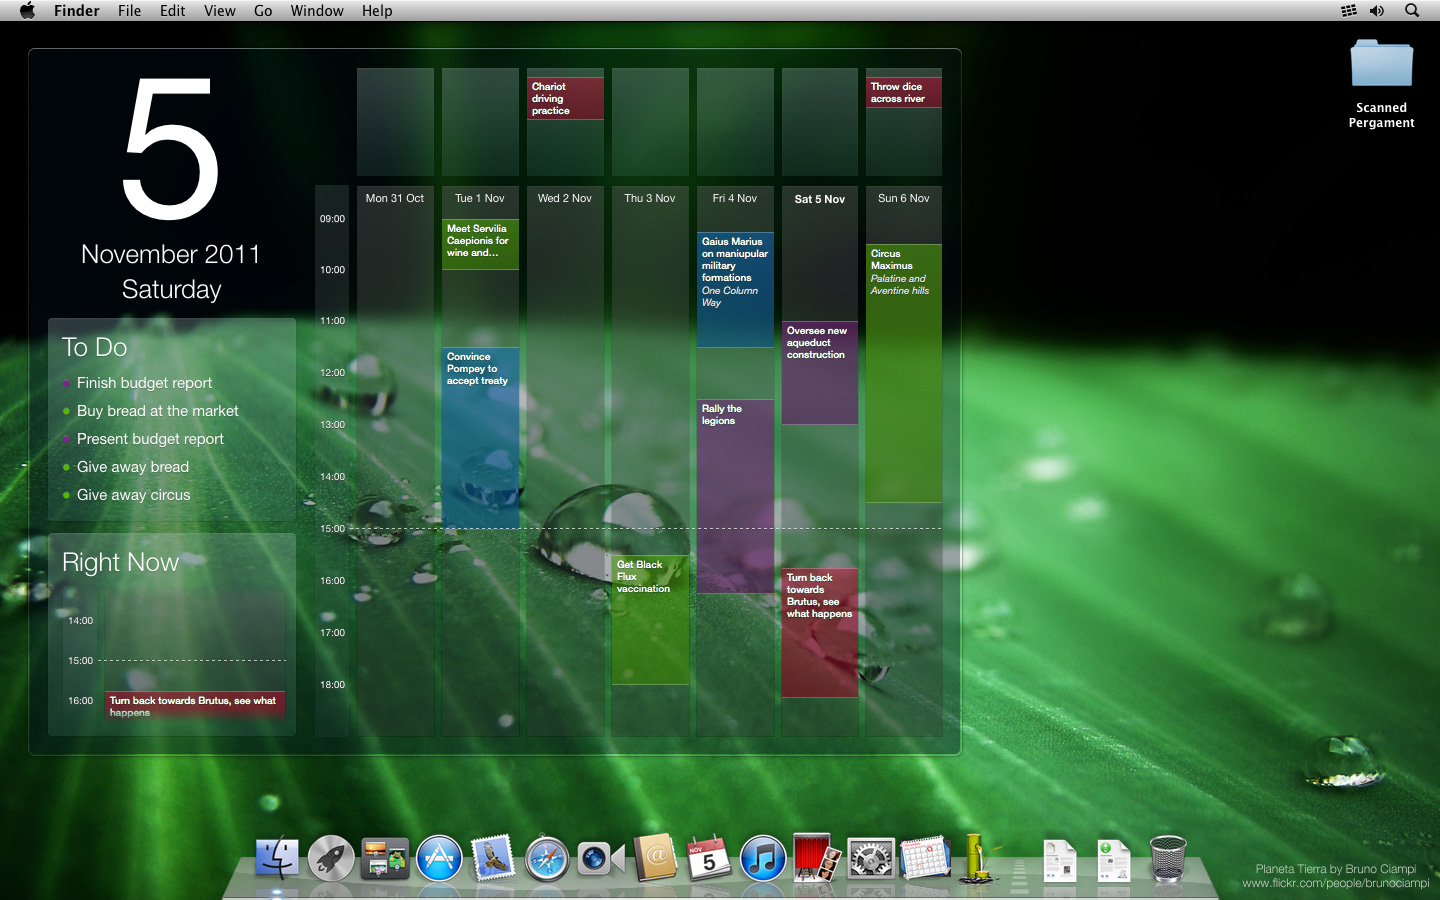 Finder File Edit View Go Window Help
Scanned
Pergament
5
November 2011
Saturday
To Do
Finish budget report
Buy bread at the market
Present budget report
Give away bread
Give away circus
Right Now
14:00
15:00
16:00
Turn back towards Brutus, see what
happens
Chariot
driving
practice
Throw dice
across river
Mon 31 Oct
Tue 1 Nov
Wed 2 Nov
Thu 3 Nov
Fri 4 Nov
Sat 5 Nov
Sun 6 Nov
09:00
10:00
11:00
12:00
13:00
14:00
15:00
16:00
17:00
18:00
Meet Servilia
Caepionis for
wine and...
Convince
Pompey to
accept treaty
Get Black
Flux
vaccination
Gaius Marius
on maniupular
military
formations
One Column
Way
Rally the
legions
Oversee new
aqueduct
construction
Turn back
towards
Brutus, see
what happens
Circus
Maximus
Palatine and
Aventine hills
NOV
5
Planeta Tierra by Bruno Ciampi
www.flickr.com/people/brunociampi